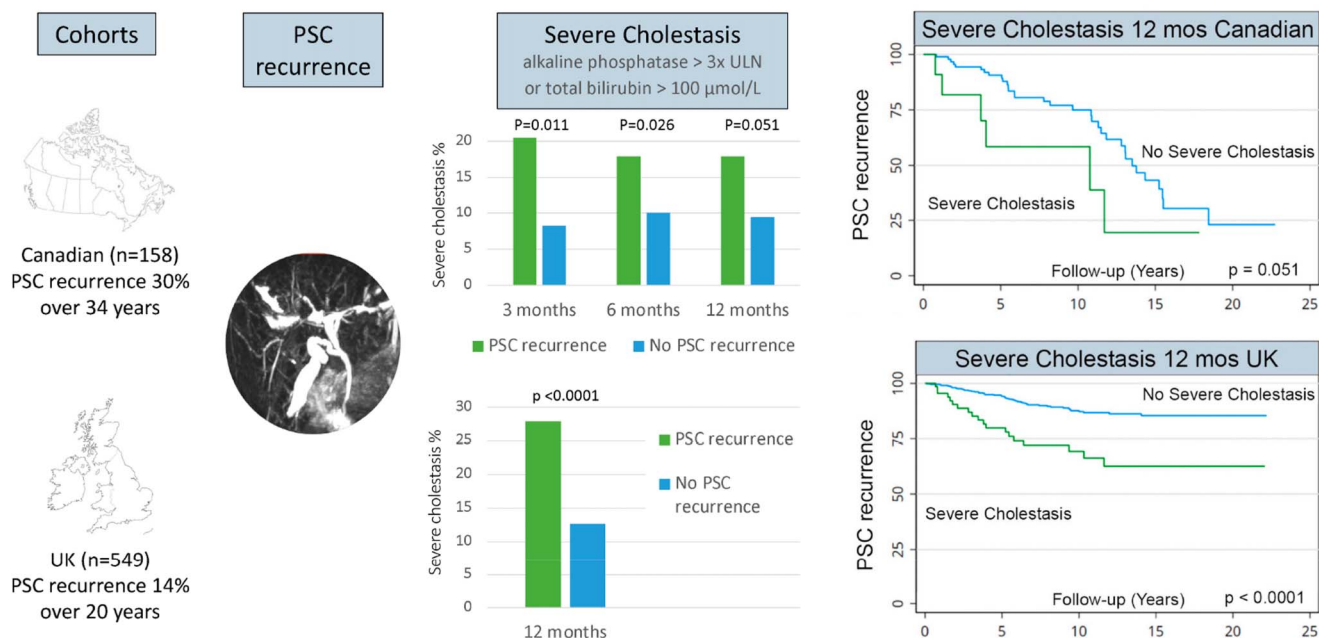 Cohorts
Canadian (n=158)
PSC recurrence 30%
over 34 years
UK (n=549)
PSC recurrence 14%
over 20 years
PSC
recurrence
Severe Cholestasis
alkaline phosphatase > 3x ULN
or total bilirubin > 100 µmol/L
P=0.011 P=0.026 P=0.051
Severe cholestasis %
20
15
10
5
0
3 months 6 months 12 months
PSC recurrence No PSC recurrence
p <0.0001
Severe cholestasis %
30
25
20
15
10
5
0
12 months
PSC recurrence
No PSC
recurrence
Severe Cholestasis 12 mos Canadian
PSC recurrence
100
75
50
25
0
No Severe Cholestasis
Severe Cholestasis
Follow-up (Years) p = 0.051
0 5 10 15 20 25
Severe Cholestasis 12 mos UK
PSC recurrence
100
75
50
25
0
No Severe Cholestasis
Severe Cholestasis
Follow-up (Years) p < 0.0001
0 5 10 15 20 25